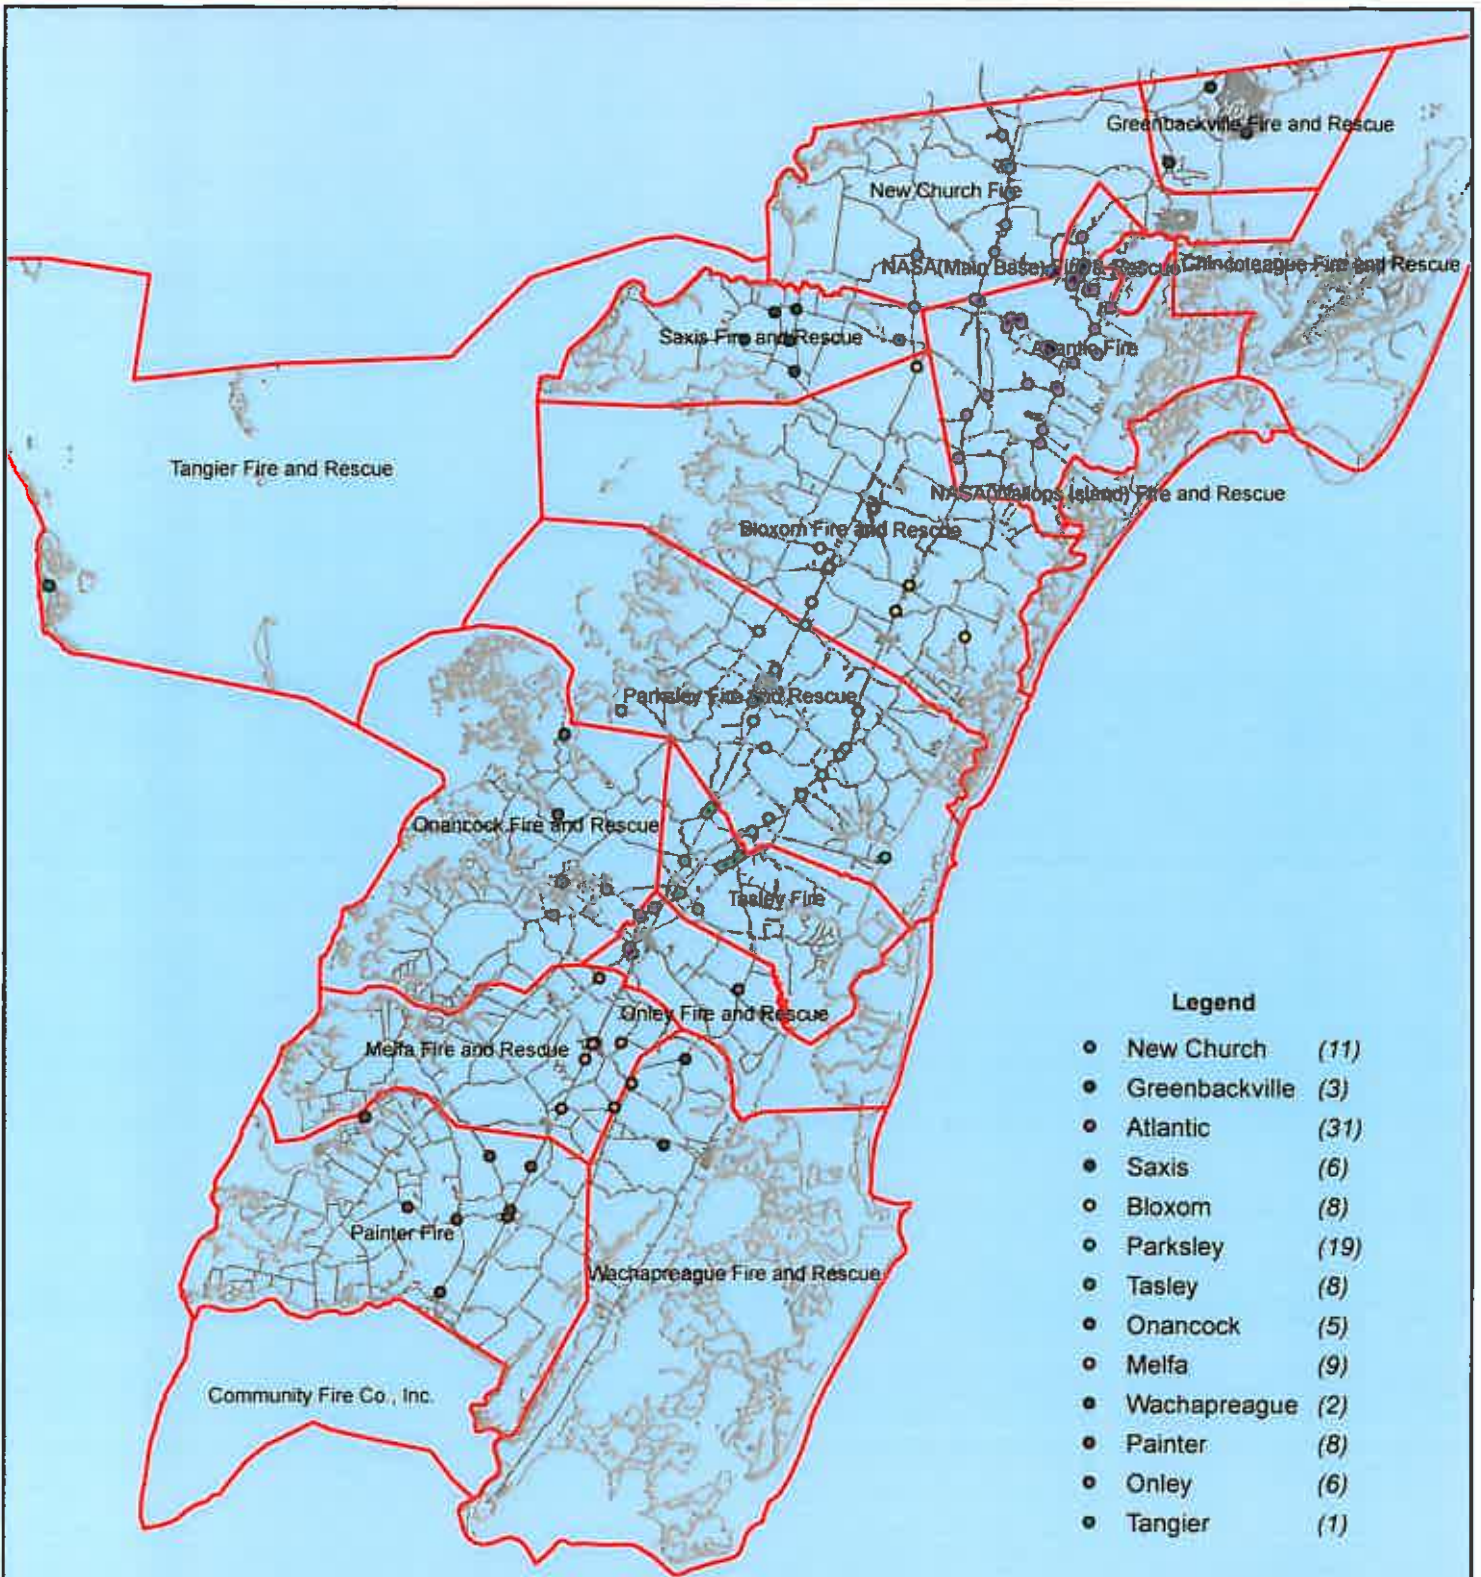 Greenbackville Fire and Rescue
New Church Fire
NASA(Main Base) Fire & Rescue
Chincoteague Fire and Rescue
Saxis Fire and Rescue
Atlantic Fire
Tangier Fire and Rescue
NASA(Wallops Island) Fire and Rescue
Bloxom Fire and Rescue
Parksley Fire and Rescue
Onancock Fire and Rescue
Tasley Fire
Onley Fire and Rescue
Melfa Fire and Rescue
Painter Fire
Wachapreague Fire and Rescue
Community Fire Co., Inc.
Legend
New Church (11)
Greenbackville (3)
Atlantic (31)
Saxis (6)
Bloxom (8)
Parksley (19)
Tasley (8)
Onancock (5)
Melfa (9)
Wachapreague (2)
Painter (8)
Onley (6)
Tangier (1)